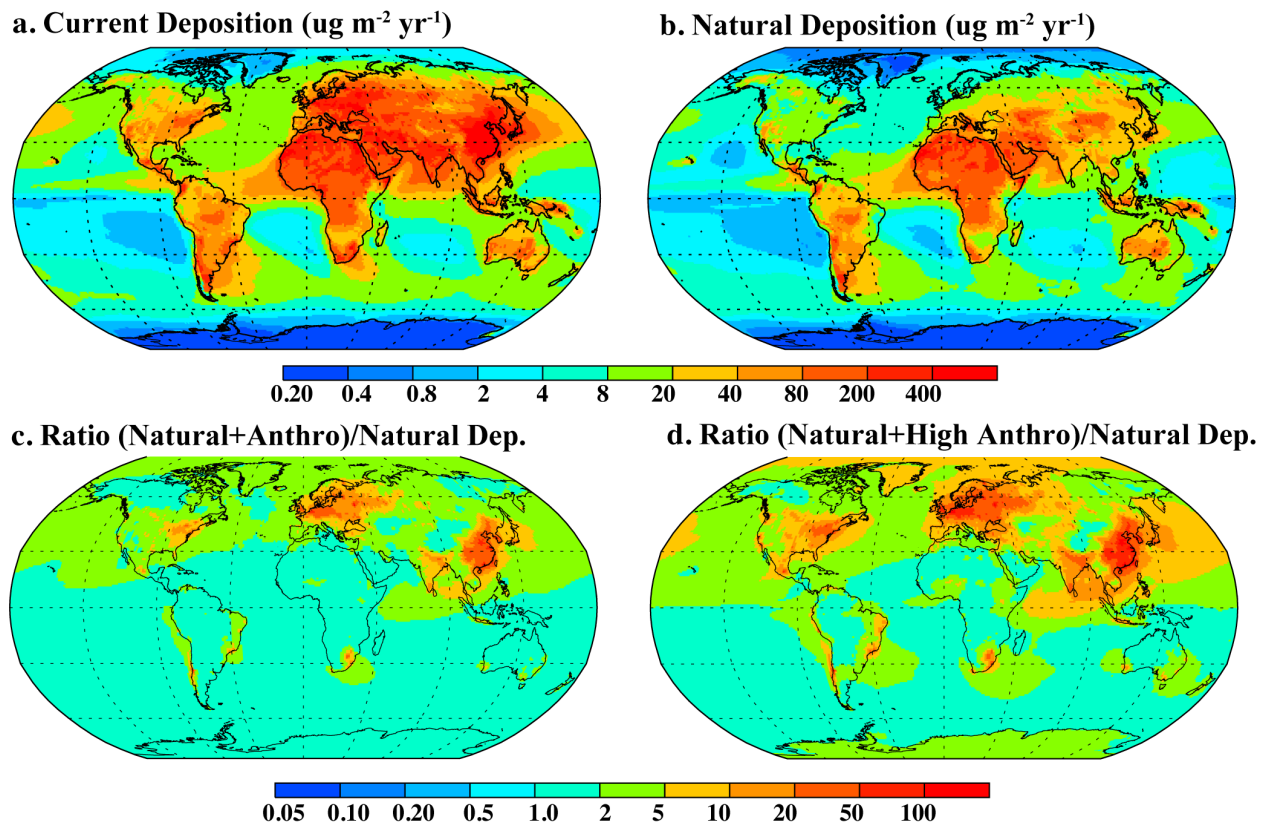 a. Current Deposition (ug m-2 yr-1)
b. Natural Deposition (ug m-2 yr-1)
0.20 0.4 0.8 2 4 8 20 40 80 200 400
c. Ratio (Natural+Anthro)/Natural Dep.
d. Ratio (Natural+High Anthro)/Natural Dep.
0.05 0.10 0.20 0.5 1.0 2 5 10 20 50 100